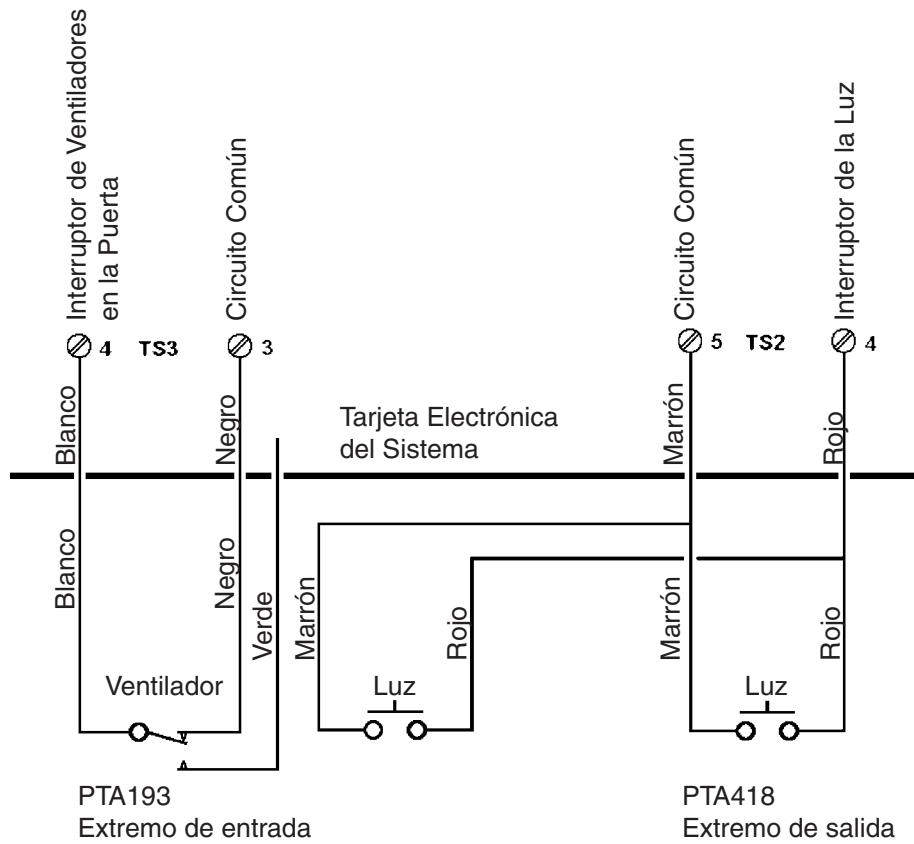 Interruptor de Ventiladores
en la Puerta
Circuito Común
Circuito Común
Interruptor de la Luz
4 TS3 3
5 TS2 4
Blanco
Negro
Tarjeta Electrónica
del Sistema
Marrón
Rojo
Blanco
Negro
Verde
Marrón
Rojo
Marrón
Rojo
Ventilador
Luz
Luz
PTA193
Extremo de entrada
PTA418
Extremo de salida